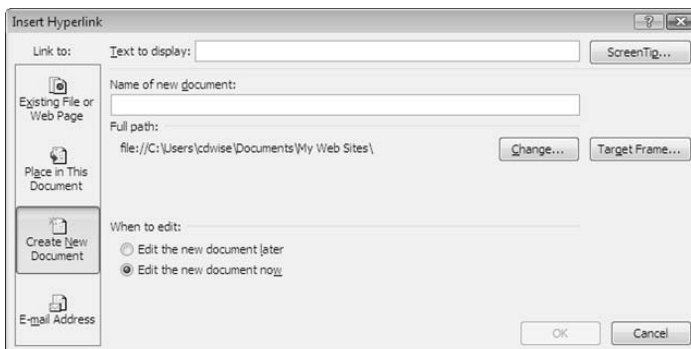 Insert Hyperlink
Link to:
Text to display:
ScreenTip...
Existing File or
Web Page
Place in This
Document
Create New
Document
E-mail Address
Name of new document:
Full path:
file://C:\Users\cdwise\Documents\My Web Sites\
Change...
Target Frame...
When to edit:
Edit the new document later
Edit the new document now
OK
Cancel